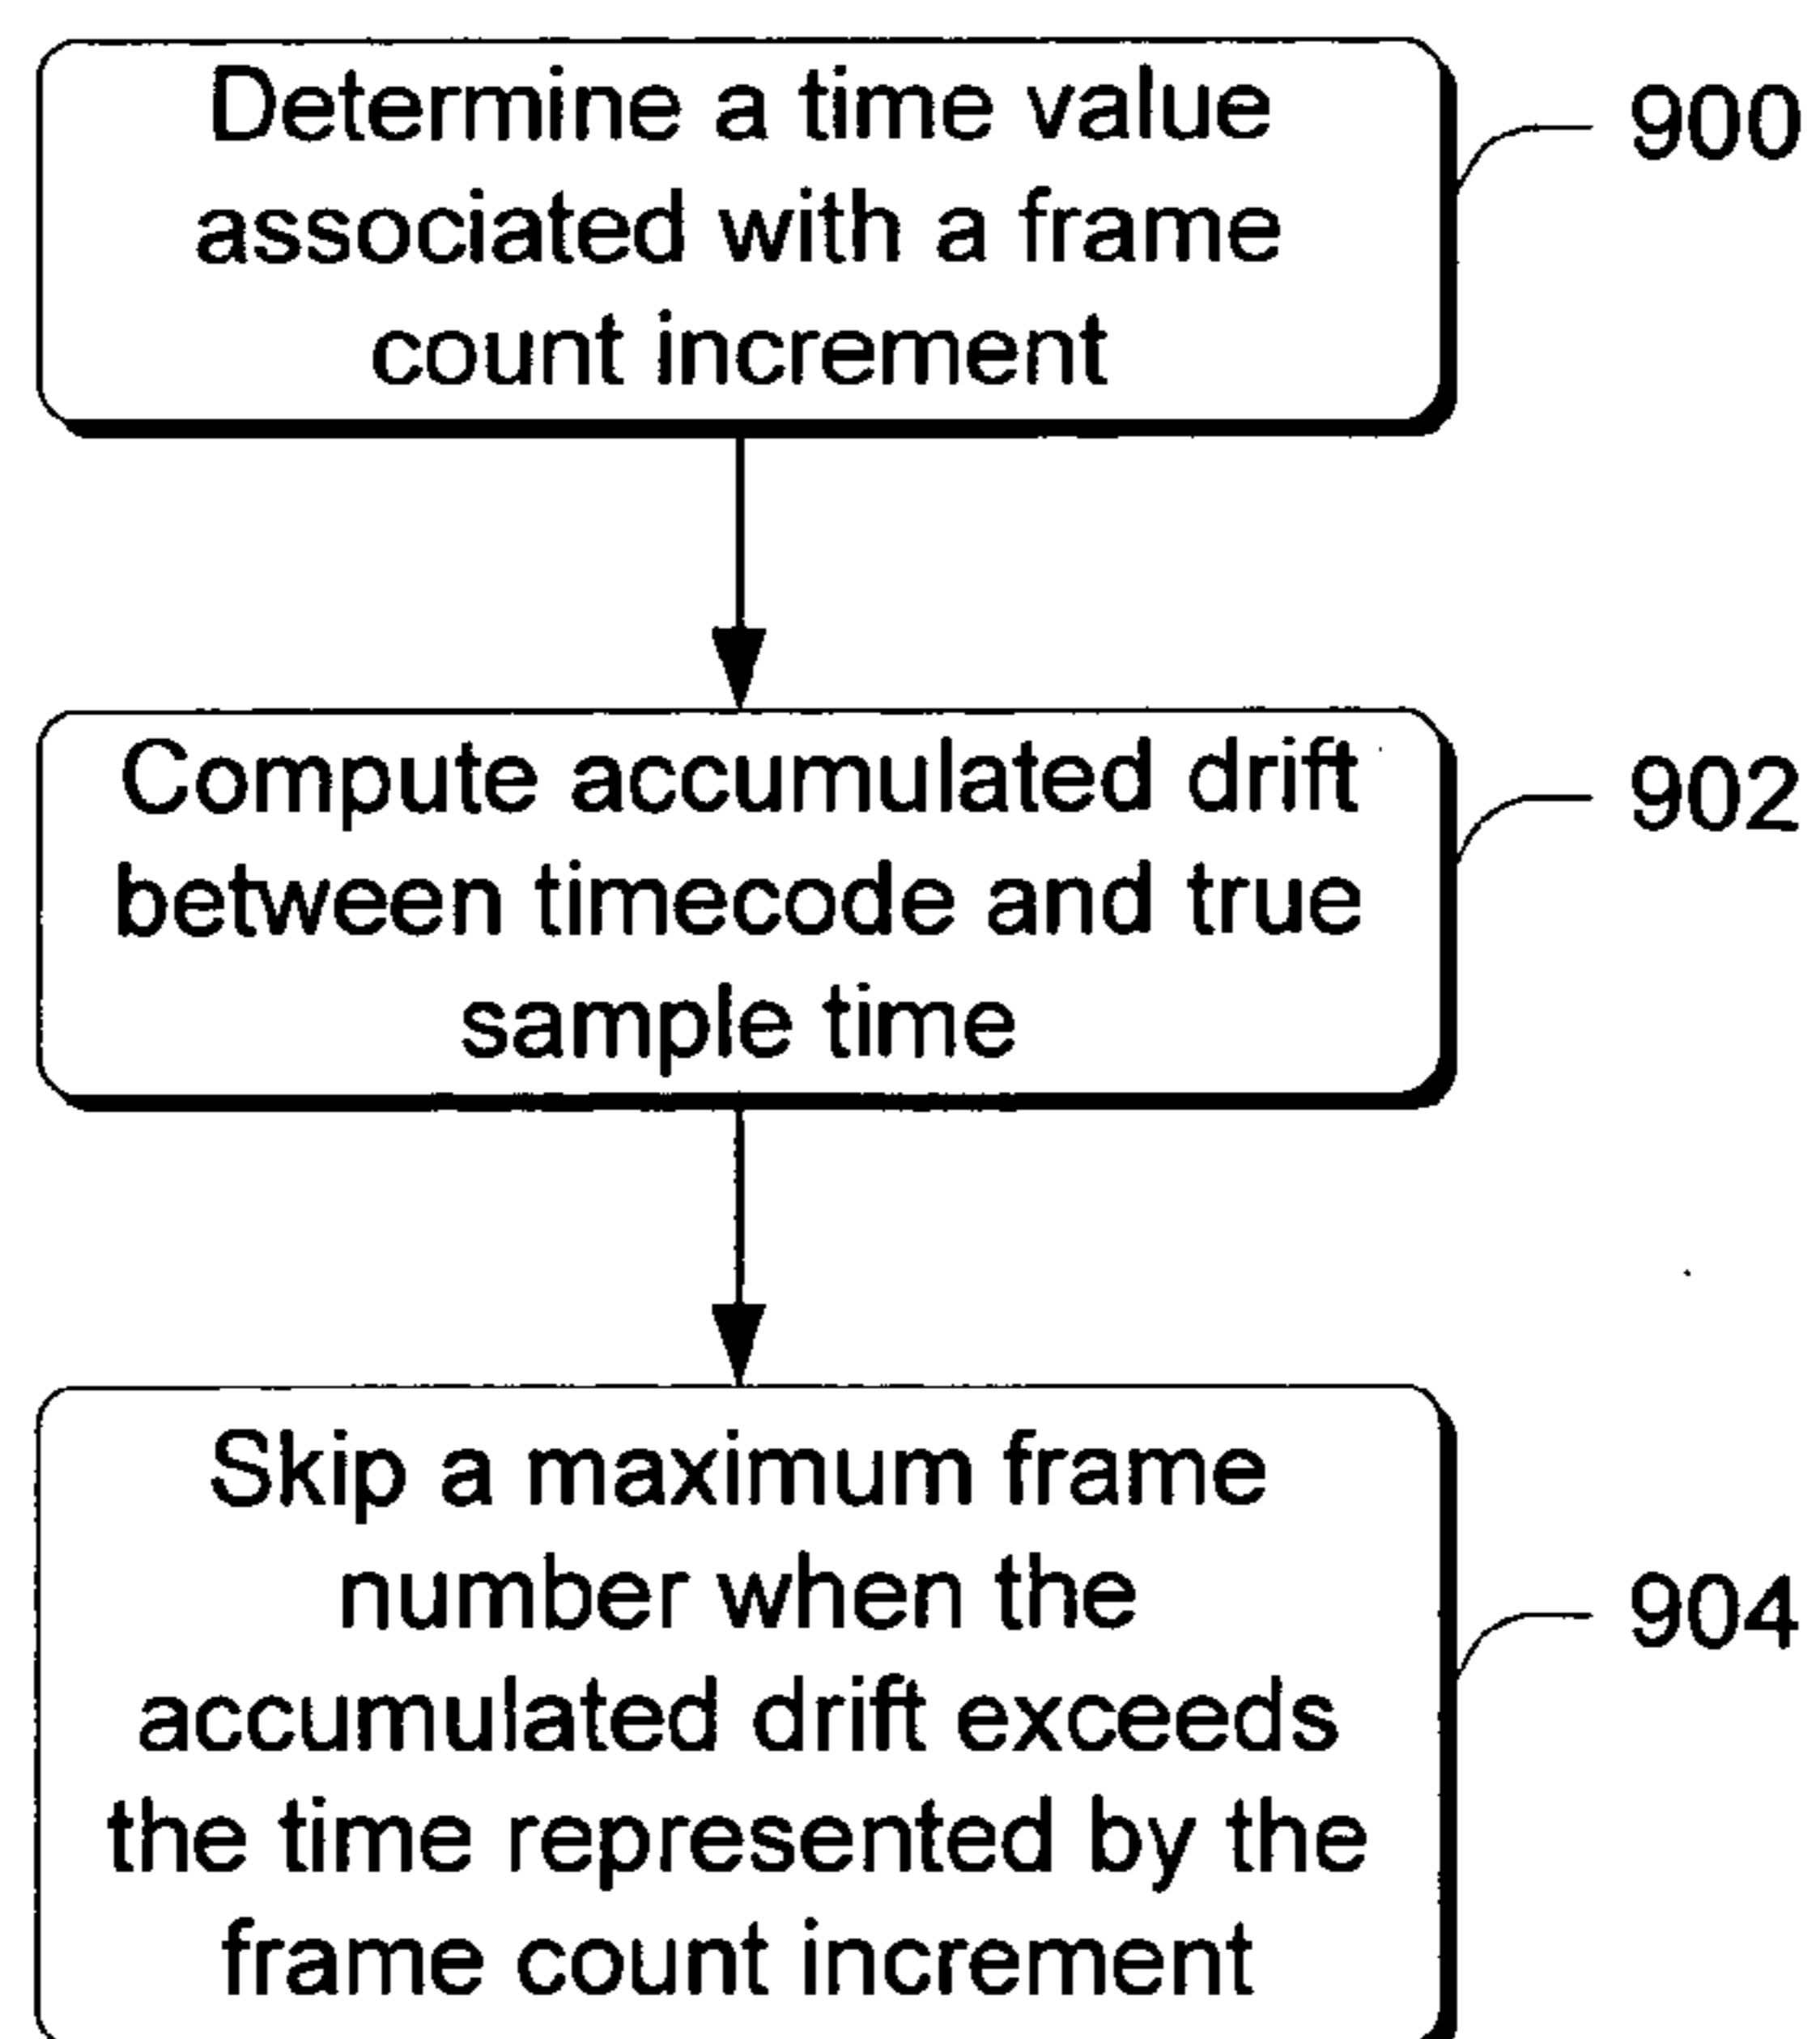 Determine a time value
associated with a frame
count increment
900
Compute accumulated drift
between timecode and true
sample time
902
Skip a maximum frame
number when the
accumulated drift exceeds
the time represented by the
frame count increment
904